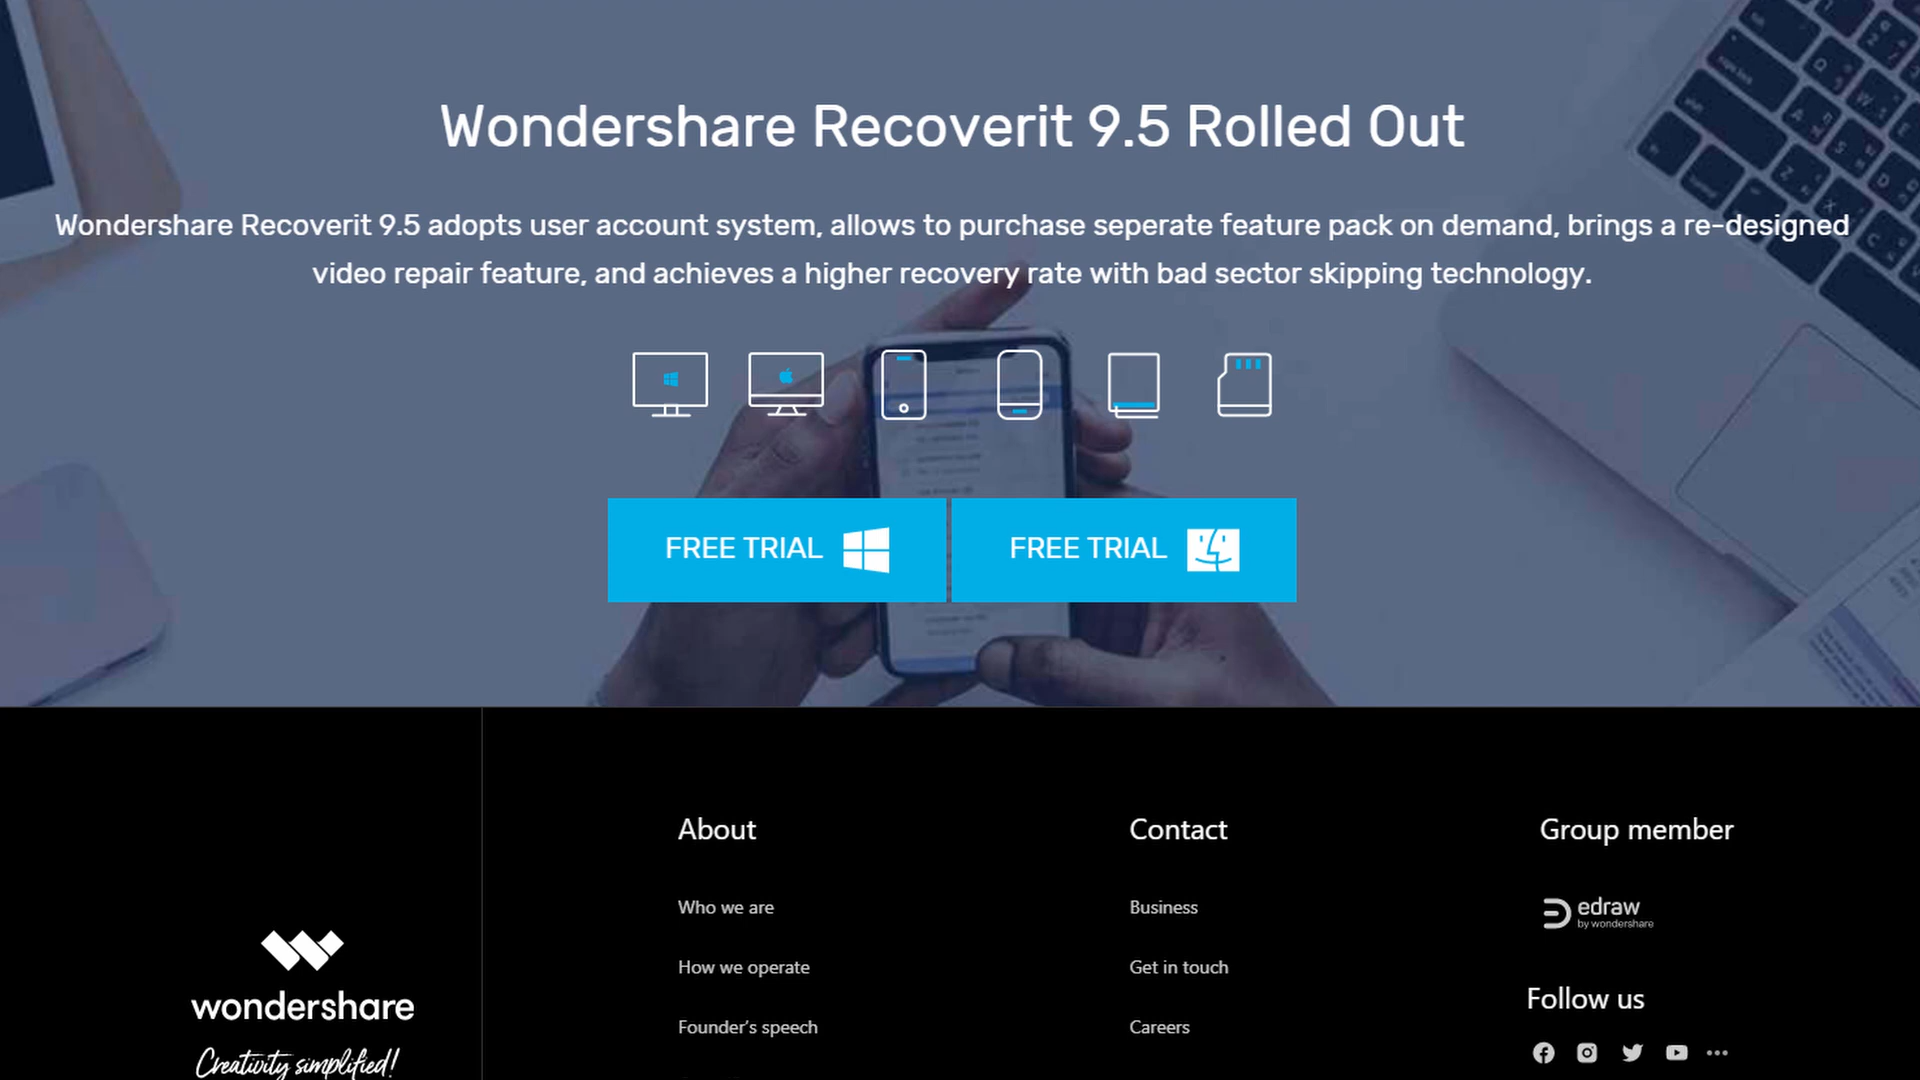 Wondershare Recoverit 9.5 Rolled Out
Wondershare Recoverit 9.5 adopts user account system, allows to purchase seperate feature pack on demand, brings a re-designed
video repair feature, and achieves a higher recovery rate with bad sector skipping technology.
FREE TRIAL
FREE TRIAL
About
Contact
Group member
Who we are
Business
edraw
by wondershare
How we operate
Get in touch
Follow us
wondershare
Founder's speech
Careers
Creativity simplified!